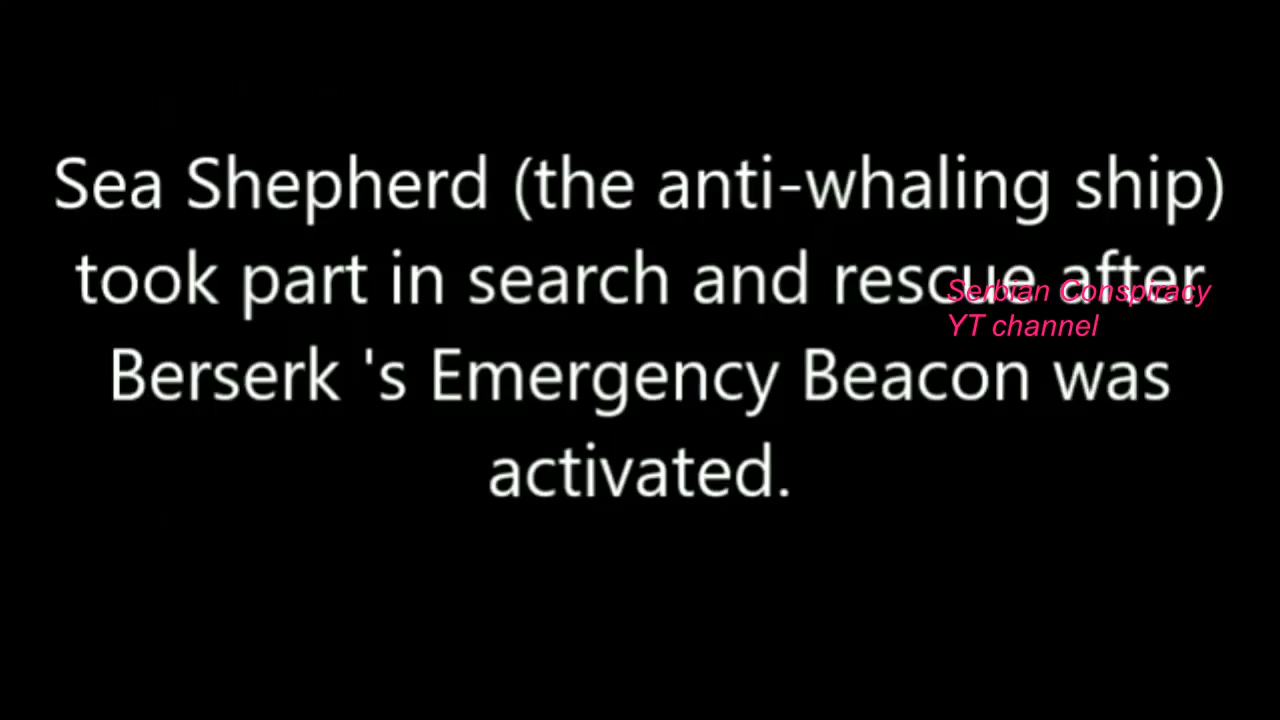 Sea Shepherd (the anti-whaling ship)
took part in search and rescue after
Serbian Conspiracy
YT channel
Berserk 's Emergency Beacon was
activated.